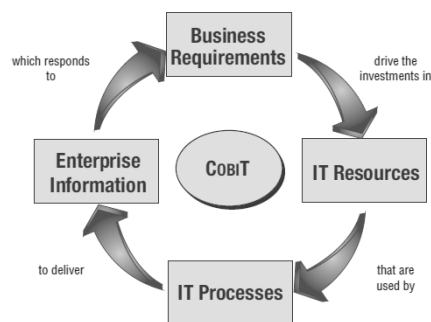 Business
Requirements
which responds
to
drive the
investments in
Enterprise
Information
COBIT
IT Resources
to deliver
that are
used by
IT Processes